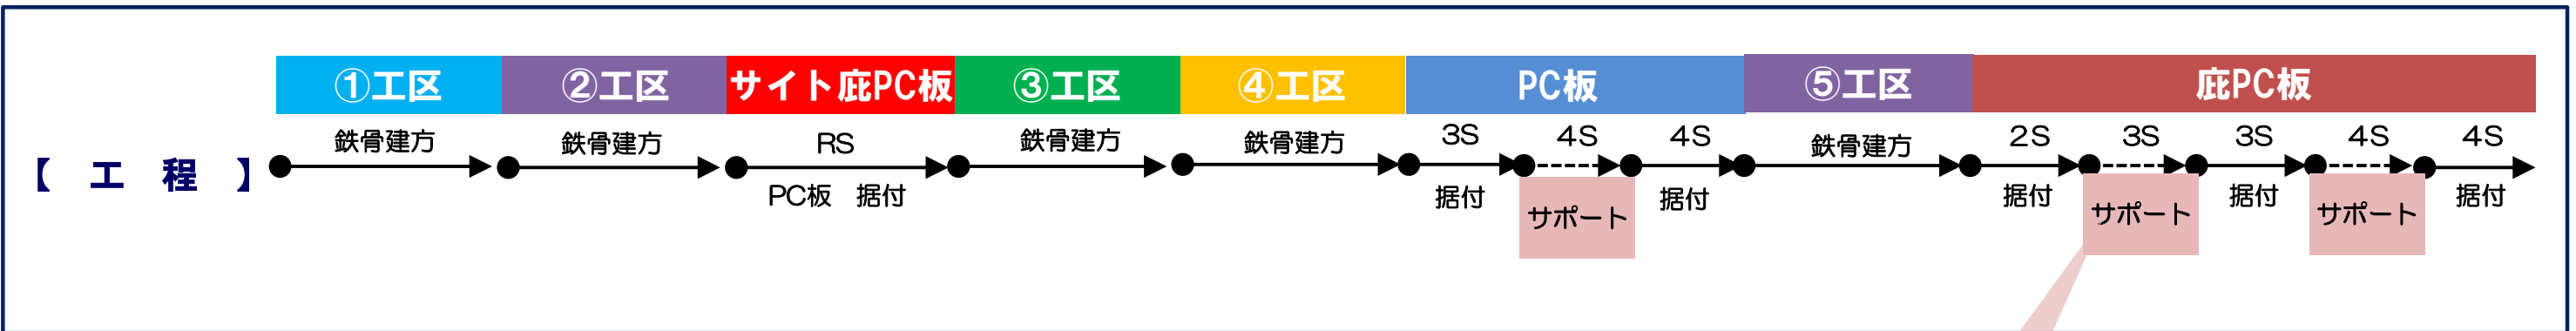 ①工区 ②工区 サイト庇PC板 ③工区 ④工区 PC板 ⑤工区 庇PC板
鉄骨建方 鉄骨建方 RS 鉄骨建方 鉄骨建方 3S 4S 4S 鉄骨建方 2S 3S 3S 4S 4S
【 工 程 】
PC板 据付 据付 サポート 据付 据付 サポート 据付 サポート 据付